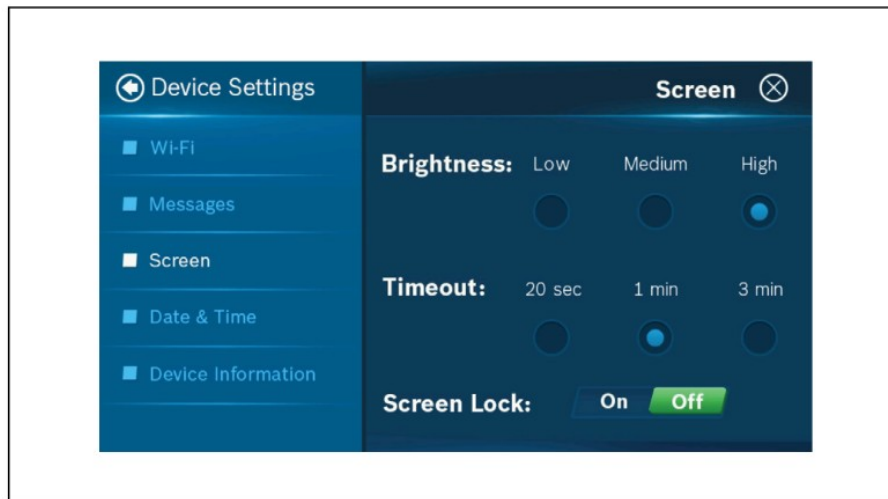 Device Settings
Wi-Fi
Messages
Screen
Date & Time
Device Information
Screen
Brightness: Low Medium High
Timeout: 20 sec 1 min 3 min
Screen Lock: On Off